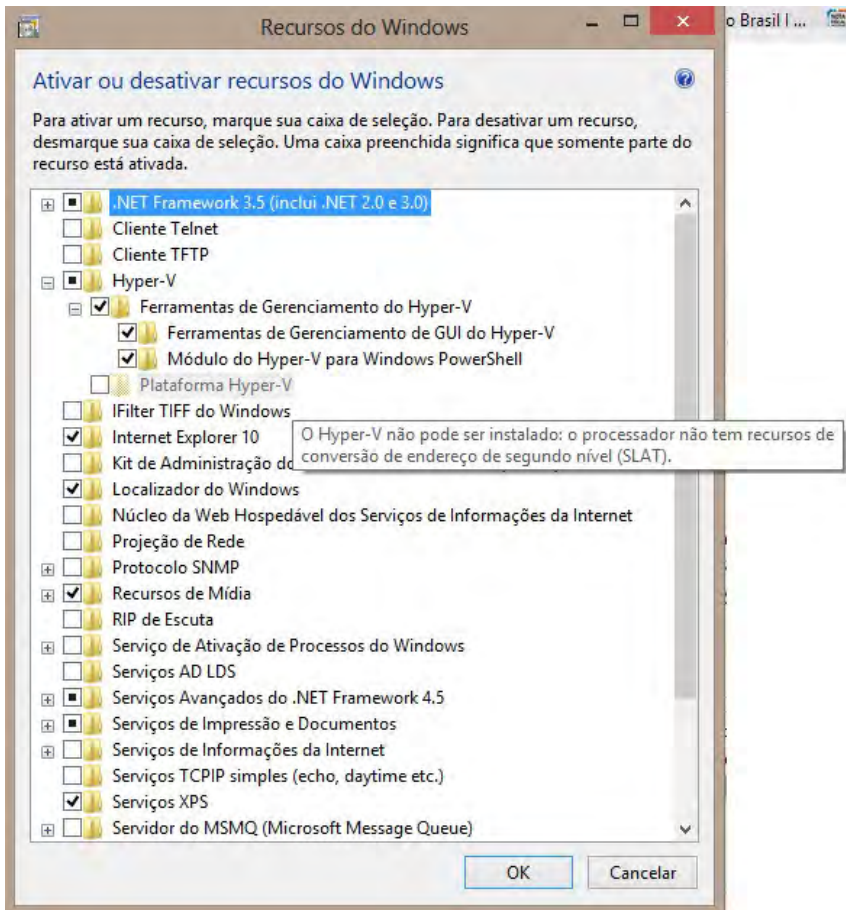 Recursos do Windows
o Brasil I ...
Ativar ou desativar recursos do Windows
Para ativar um recurso, marque sua caixa de seleção. Para desativar um recurso,
desmarque sua caixa de seleção. Uma caixa preenchida significa que somente parte do
recurso está ativada.
.NET Framework 3.5 (inclui .NET 2.0 e 3.0)
Cliente Telnet
Cliente TFTP
Hyper-V
Ferramentas de Gerenciamento do Hyper-V
Ferramentas de Gerenciamento de GUI do Hyper-V
Módulo do Hyper-V para Windows PowerShell
Plataforma Hyper-V
IFilter TIFF do Windows
Internet Explorer 10
O Hyper-V não pode ser instalado: o processador não tem recursos de
conversão de endereço de segundo nível (SLAT).
Kit de Administração do
Localizador do Windows
Núcleo da Web Hospedável dos Serviços de Informações da Internet
Projeção de Rede
Protocolo SNMP
Recursos de Mídia
RIP de Escuta
Serviço de Ativação de Processos do Windows
Serviços AD LDS
Serviços Avançados do .NET Framework 4.5
Serviços de Impressão e Documentos
Serviços de Informações da Internet
Serviços TCPIP simples (echo, daytime etc.)
Serviços XPS
Servidor do MSMQ (Microsoft Message Queue)
OK
Cancelar